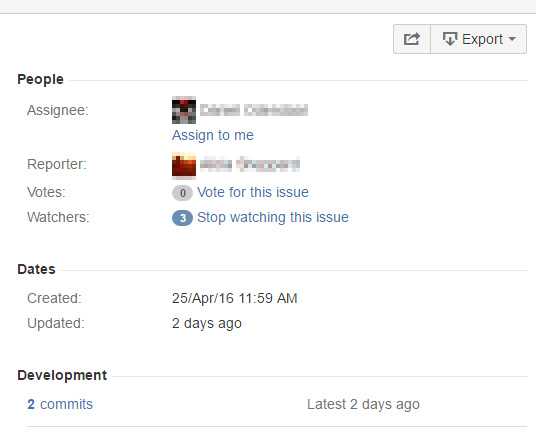 Export
People
Assignee:
Assign to me
Reporter:
Votes: 0 Vote for this issue
Watchers: 3 Stop watching this issue
Dates
Created: 25/Apr/16 11:59 AM
Updated: 2 days ago
Development
2 commits Latest 2 days ago